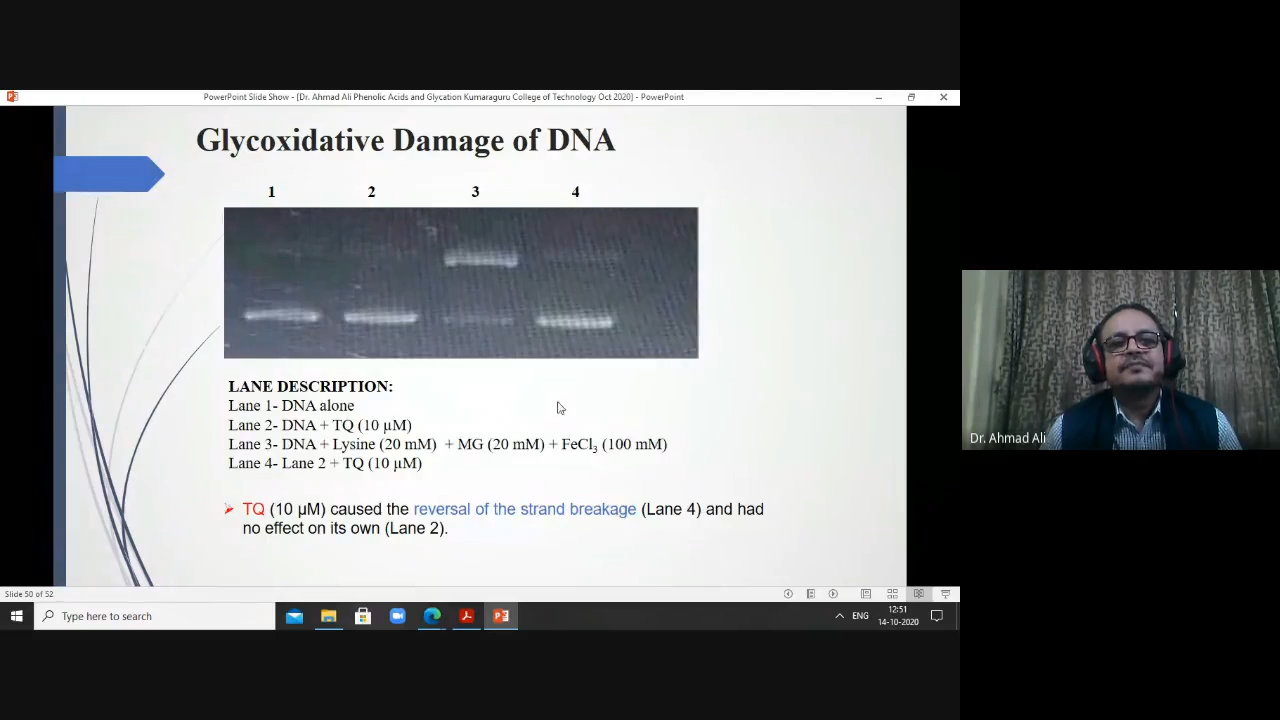 PowerPoint Slide Show - [Dr. Ahmad Ali Phenolic Acids and Glycation Kumaraguru College of Technology Oct 2020] - PowerPoint
Glycoxidative Damage of DNA
1 2 3 4
LANE DESCRIPTION:
Lane 1- DNA alone
Lane 2- DNA + TQ (10 µM)
Lane 3- DNA + Lysine (20 mM) + MG (20 mM) + FeCl₃ (100 mM)
Lane 4- Lane 2 + TQ (10 µM)
TQ (10 µM) caused the reversal of the strand breakage (Lane 4) and had
no effect on its own (Lane 2).
Dr. Ahmad Ali
Slide 50 of 52
Type here to search
ENG
12:51
14-10-2020